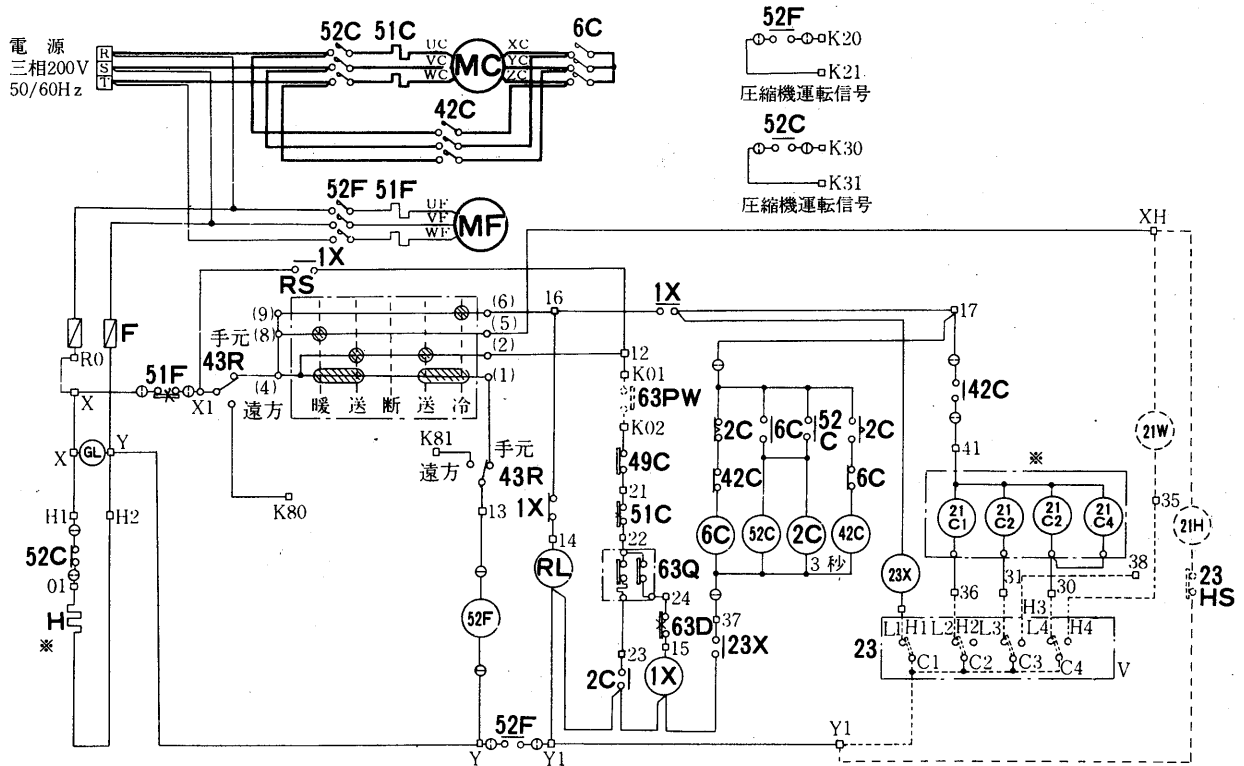 電 源
三相200V
50/60Hz
R
S
T
52C
51C
UC
VC
WC
MC
XC
YC
ZC
6C
42C
52F
K20
K21
圧縮機運転信号
52C
K30
K31
圧縮機運転信号
52F
51F
UF
VF
WF
MF
XH
1X
RS
F
R0
手元
(9)
(8)
(4)
(6)
(5)
(2)
(1)
16
1X
17
43R
51F
X
X1
遠方
暖 送 断 送 冷
12
K01
63PW
K02
49C
21
51C
22
63Q
24
63D
15
23
2C
1X
X
GL
Y
K81
遠方
手元
43R
K80
13
1X
14
RL
52F
H1
H2
52C
01
H
※
2C
6C
52C
2C
42C
6C
6C
52C
2C
42C
3秒
37
23X
23X
42C
41
※
21C1
21C2
21C2
21C4
21W
35
21H
38
23HS
36
31
30
H3
23
L1
H1
L2
H2
L3
L4
H4
C1
C2
C3
C4
V
Y
52F
Y1
Y1